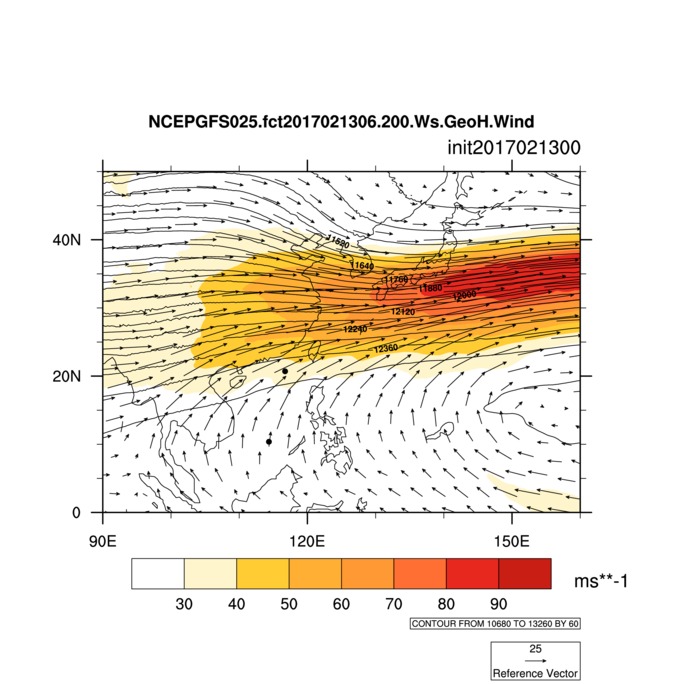 NCEPGFS025.fct2017021306.200.Ws.GeoH.Wind
init2017021300
40N
20N
0
90E 120E 150E
11520
11640
11760
11880
12000
12120
12240
12360
30 40 50 60 70 80 90
ms**-1
CONTOUR FROM 10680 TO 13260 BY 60
25
Reference Vector